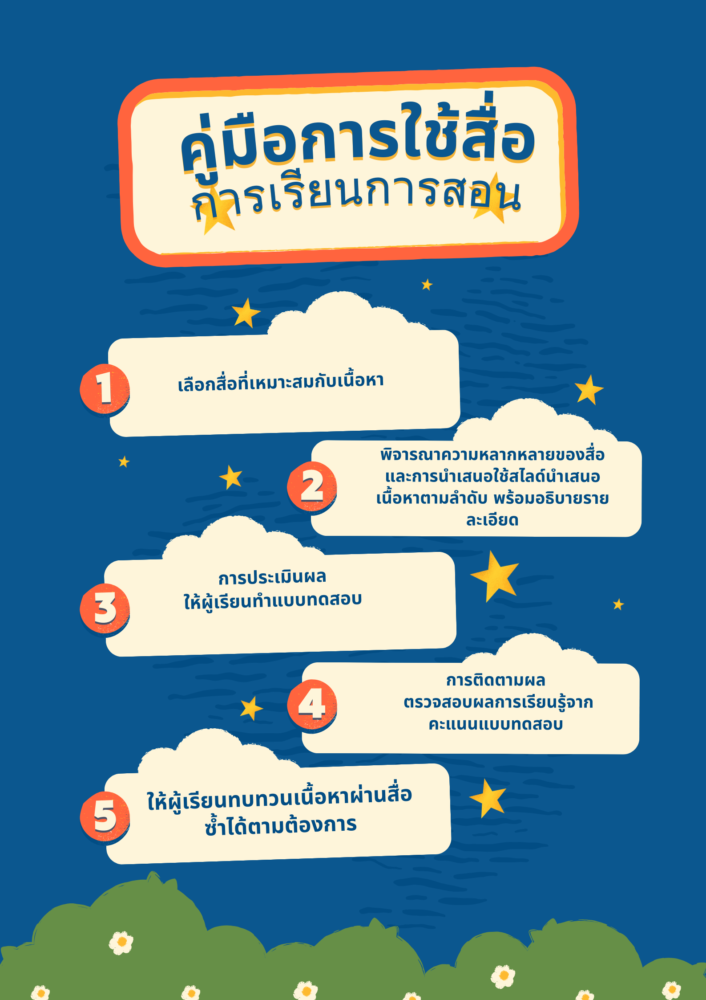 คู่มือการใช้สื่อ
การเรียนการสอน
1
เลือกสื่อที่เหมาะสมกับเนื้อหา
2
พิจารณาความหลากหลายของสื่อ
และการนำเสนอใช้สไลด์นำเสนอ
เนื้อหาตามลำดับ พร้อมอธิบายราย
ละเอียด
3
การประเมินผล
ให้ผู้เรียนทำแบบทดสอบ
4
การติดตามผล
ตรวจสอบผลการเรียนรู้จาก
คะแนนแบบทดสอบ
5
ให้ผู้เรียนทบทวนเนื้อหาผ่านสื่อ
ซ้ำได้ตามต้องการ